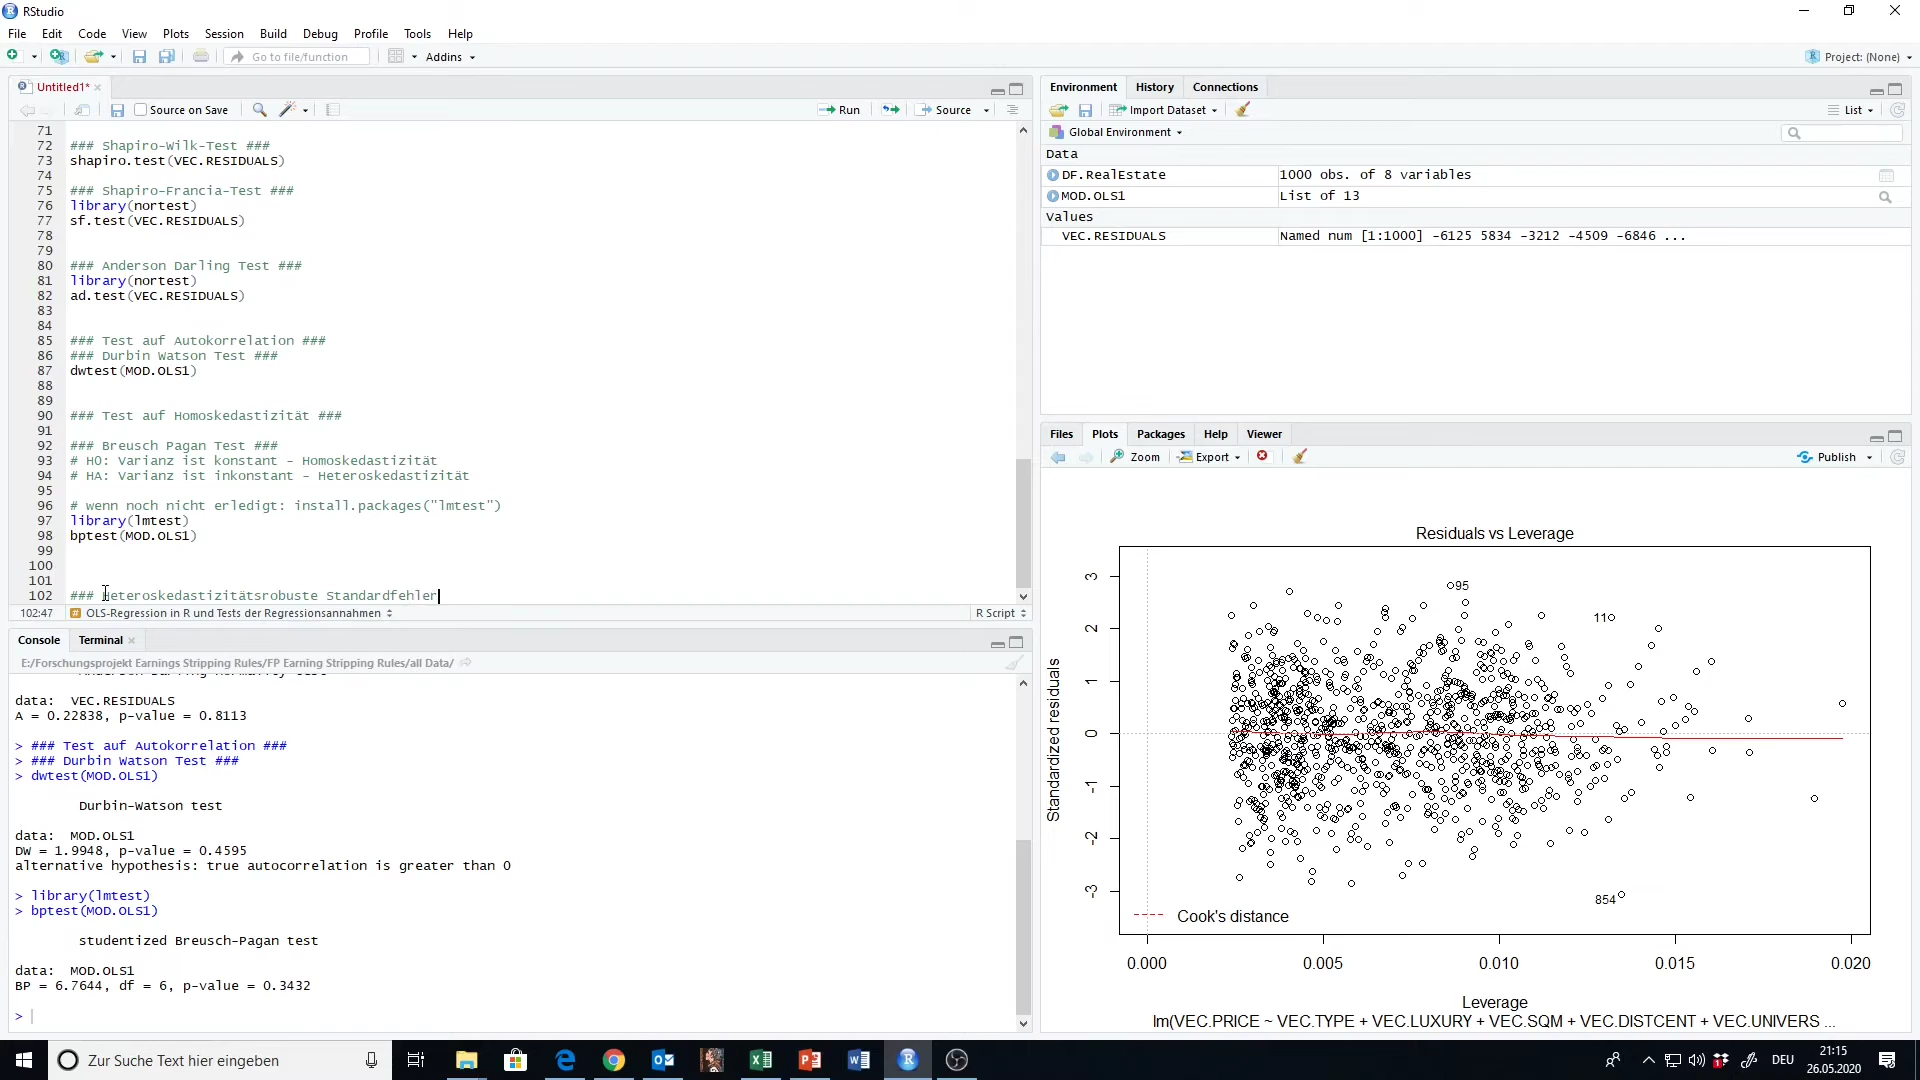 RStudio
File Edit Code View Plots Session Build Debug Profile Tools Help
Go to file/function Addins Project: (None)
Untitled1*
Source on Save Run Source
71
72 ### Shapiro-Wilk-Test ###
73 shapiro.test(VEC.RESIDUALS)
74
75 ### Shapiro-Francia-Test ###
76 library(nortest)
77 sf.test(VEC.RESIDUALS)
78
79
80 ### Anderson Darling Test ###
81 library(nortest)
82 ad.test(VEC.RESIDUALS)
83
84
85 ### Test auf Autokorrelation ###
86 ### Durbin Watson Test ###
87 dwtest(MOD.OLS1)
88
89
90 ### Test auf Homoskedastizität ###
91
92 ### Breusch Pagan Test ###
93 # H0: Varianz ist konstant - Homoskedastizität
94 # HA: Varianz ist inkonstant - Heteroskedastizität
95
96 # wenn noch nicht erledigt: install.packages("lmtest")
97 library(lmtest)
98 bptest(MOD.OLS1)
99
100
101
102 ### Heteroskedastizitätsrobuste Standardfehler
102:47 OLS-Regression in R und Tests der Regressionsannahmen R Script
Console Terminal
E:/Forschungsprojekt Earnings Stripping Rules/FP Earning Stripping Rules/all Data/
Anderson-Darling normality test
data: VEC.RESIDUALS
A = 0.22838, p-value = 0.8113
> ### Test auf Autokorrelation ###
> ### Durbin Watson Test ###
> dwtest(MOD.OLS1)
Durbin-Watson test
data: MOD.OLS1
DW = 1.9948, p-value = 0.4595
alternative hypothesis: true autocorrelation is greater than 0
> library(lmtest)
> bptest(MOD.OLS1)
studentized Breusch-Pagan test
data: MOD.OLS1
BP = 6.7644, df = 6, p-value = 0.3432
>
Environment History Connections
Import Dataset List
Global Environment
Data
DF.RealEstate 1000 obs. of 8 variables
MOD.OLS1 List of 13
Values
VEC.RESIDUALS Named num [1:1000] -6125 5834 -3212 -4509 -6846 ...
Files Plots Packages Help Viewer
Zoom Export Publish
Residuals vs Leverage
Standardized residuals
3
2
1
0
-1
-2
-3
95
11
854
Cook's distance
0.000 0.005 0.010 0.015 0.020
Leverage
lm(VEC.PRICE ~ VEC.TYPE + VEC.LUXURY + VEC.SQM + VEC.DISTCENT + VEC.UNIVERS ...
Zur Suche Text hier eingeben
DEU
21:15
26.05.2020